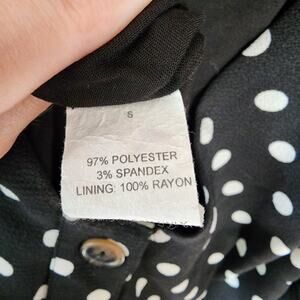 S
97% POLYESTER
3% SPANDEX
LINING: 100% RAYON